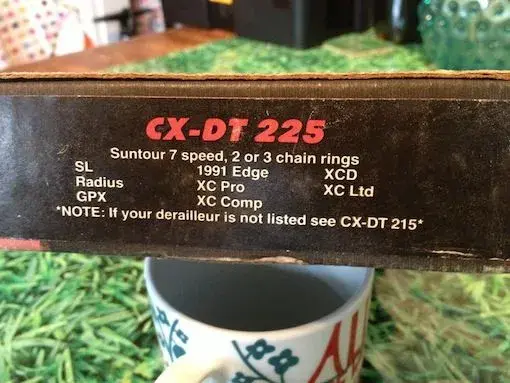 CX-DT 225
Suntour 7 speed, 2 or 3 chain rings
SL 1991 Edge XCD
Radius XC Pro XC Ltd
GPX XC Comp
*NOTE: If your derailleur is not listed see CX-DT 215*